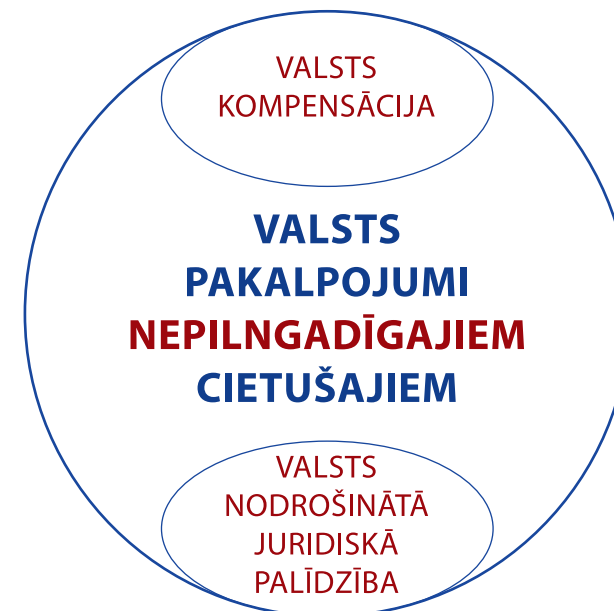 VALSTS
KOMPENSĀCIJA
VALSTS
PAKALPOJUMI
NEPILNGADĪGAJIEM
CIETUŠAJIEM
VALSTS
NODROŠINĀTĀ
JURIDISKĀ
PALĪDZĪBA